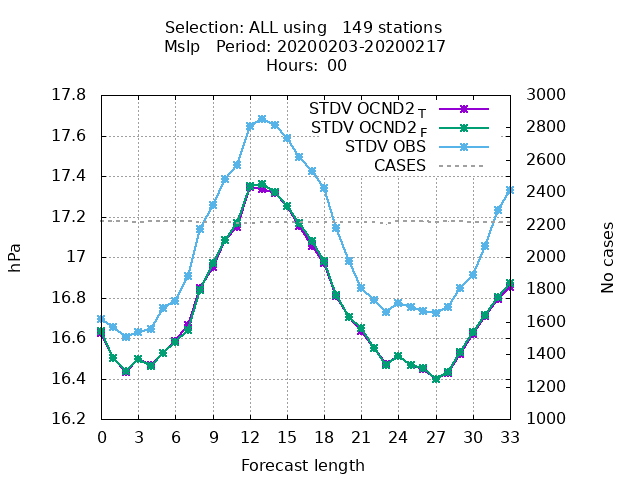 Selection: ALL using   149 stations
Mslp   Period: 20200203-20200217
Hours: 00
17.8
17.6
17.4
17.2
17
16.8
16.6
16.4
16.2
3000
2800
2600
2400
2200
2000
1800
1600
1400
1200
1000
STDV OCND2 T
STDV OCND2 F
STDV OBS
CASES
hPa
No cases
0 3 6 9 12 15 18 21 24 27 30 33
Forecast length